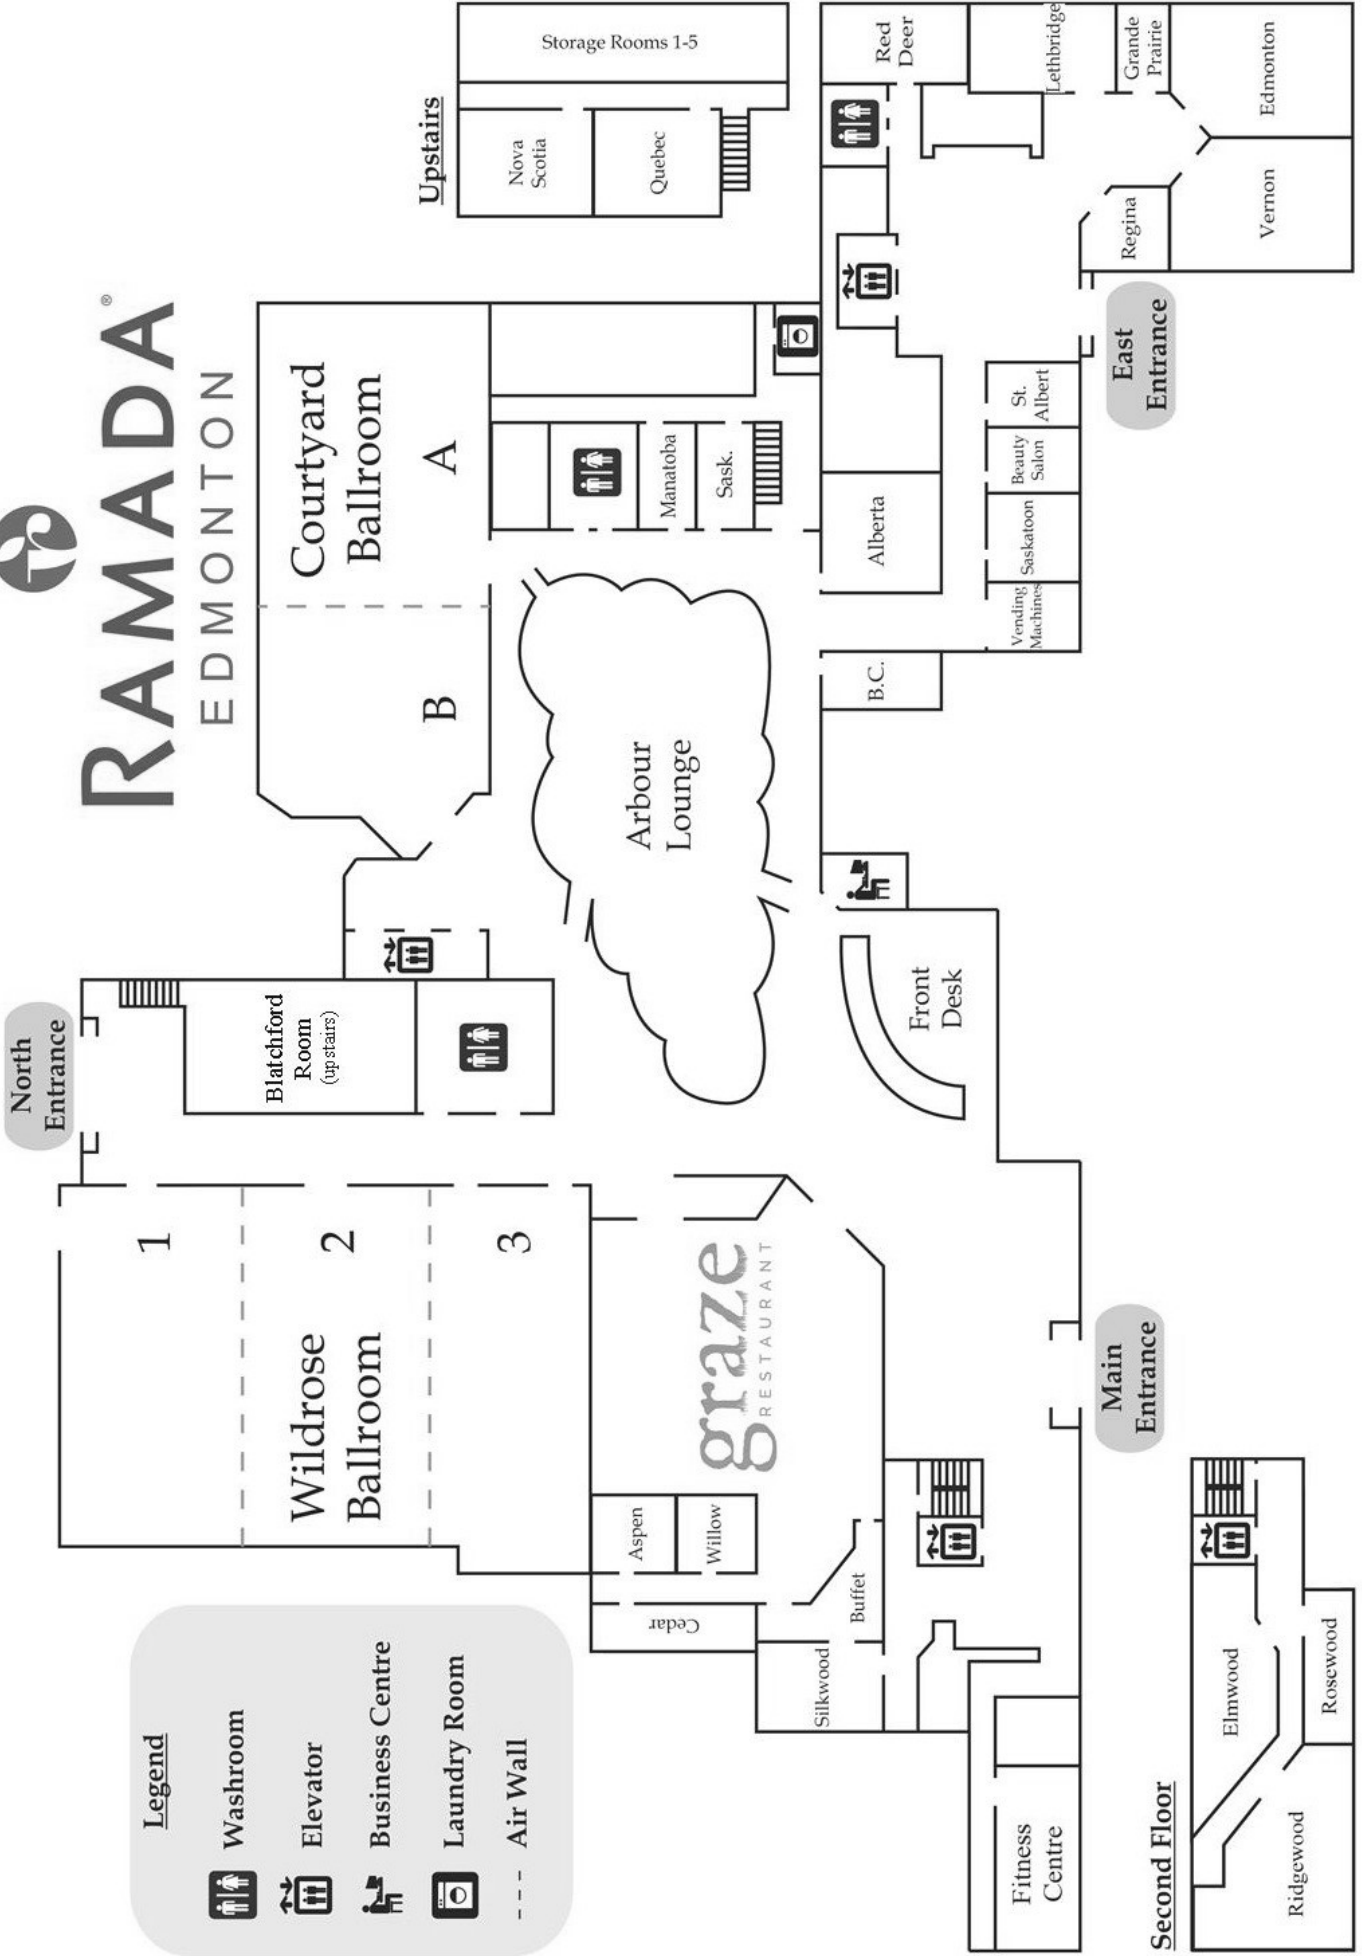 RAMADA®
EDMONTON
North
Entrance
Upstairs
Storage Rooms 1-5
Nova
Scotia
Quebec
Red
Deer
Lethbridge
Grande
Prairie
Edmonton
Vernon
Regina
East
Entrance
St.
Albert
Beauty
Salon
Saskatoon
Vending
Machines
Alberta
B.C.
Manatoba
Sask.
Courtyard
Ballroom
A
B
Arbour
Lounge
Blatchford
Room
(upstairs)
Front
Desk
1
2
3
Wildrose
Ballroom
graze
RESTAURANT
Aspen
Willow
Cedar
Buffet
Silkwood
Main
Entrance
Fitness
Centre
Legend
Washroom
Elevator
Business Centre
Laundry Room
Air Wall
Second Floor
Elmwood
Rosewood
Ridgewood